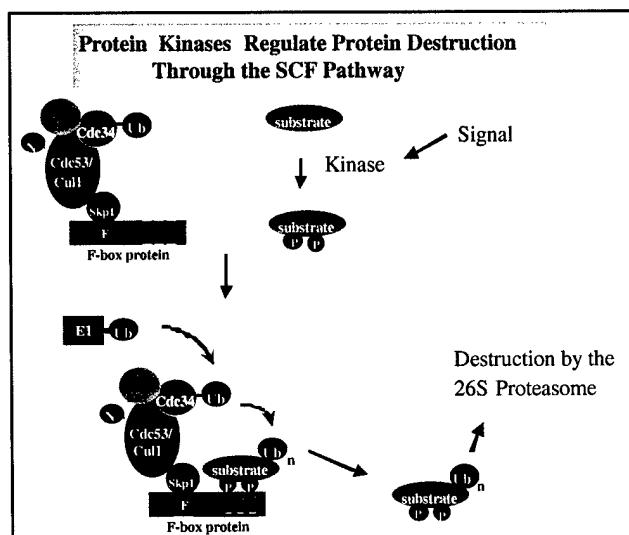 Protein Kinases Regulate Protein Destruction
Through the SCF Pathway
Cdc34
Ub
substrate
Signal
Kinase
Cdc53/
Cul1
Skp1
F
F-box protein
substrate
P P
E1
Ub
Destruction by the
26S Proteasome
Cdc34
Ub
Cdc53/
Cul1
Ub
n
substrate
P P
Skp1
F
F-box protein
Ub
n
substrate
P P